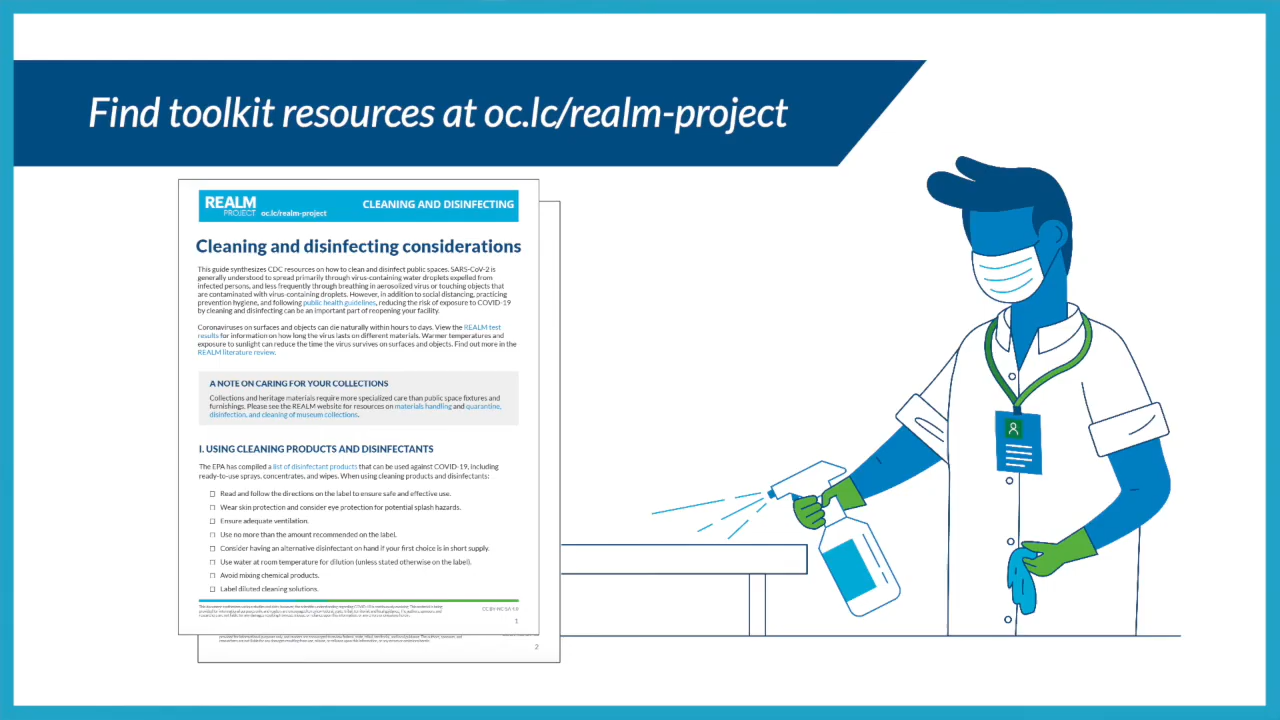 Find toolkit resources at oc.lc/realm-project
REALM
PROJECT oc.lc/realm-project
CLEANING AND DISINFECTING
Cleaning and disinfecting considerations
This guide synthesizes CDC resources on how to clean and disinfect public spaces. SARS-CoV-2 is
generally understood to spread primarily through virus-containing water droplets expelled from
infected persons, and less frequently through breathing in aerosolized virus or touching objects that
are contaminated with virus-containing droplets. However, in addition to social distancing, practicing
prevention hygiene, and following public health guidelines, reducing the risk of exposure to COVID-19
by cleaning and disinfecting can be an important part of reopening your facility.
Coronaviruses on surfaces and objects can die naturally within hours to days. View the REALM test
results for information on how long the virus lasts on different materials. Warmer temperatures and
exposure to sunlight can reduce the time the virus survives on surfaces and objects. Find out more in the
REALM literature review.
A NOTE ON CARING FOR YOUR COLLECTIONS
Collections and heritage materials require more specialized care than public space fixtures and
furnishings. Please see the REALM website for resources on materials handling and quarantine,
disinfection, and cleaning of museum collections.
I. USING CLEANING PRODUCTS AND DISINFECTANTS
The EPA has compiled a list of disinfectant products that can be used against COVID-19, including
ready-to-use sprays, concentrates, and wipes. When using cleaning products and disinfectants:
☐ Read and follow the directions on the label to ensure safe and effective use.
☐ Wear skin protection and consider eye protection for potential splash hazards.
☐ Ensure adequate ventilation.
☐ Use no more than the amount recommended on the label.
☐ Consider having an alternative disinfectant on hand if your first choice is in short supply.
☐ Use water at room temperature for dilution (unless stated otherwise on the label).
☐ Avoid mixing chemical products.
☐ Label diluted cleaning solutions.
1
2